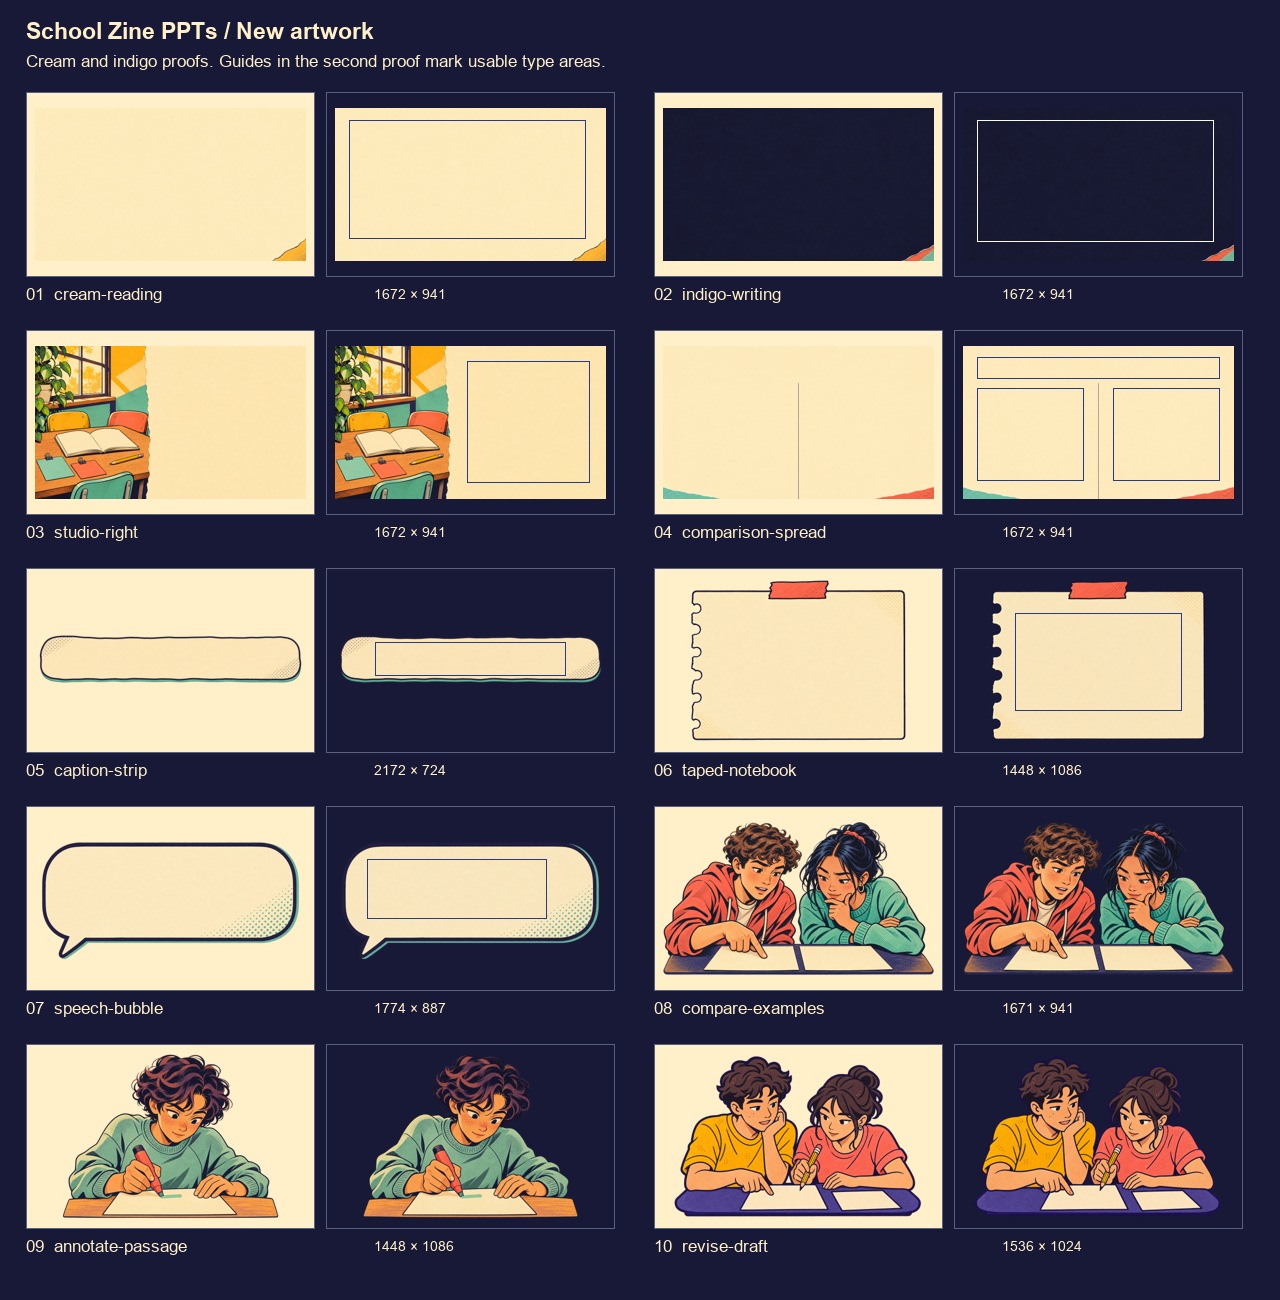 School Zine PPTs / New artwork
Cream and indigo proofs. Guides in the second proof mark usable type areas.
01 cream-reading 1672 × 941
02 indigo-writing 1672 × 941
03 studio-right 1672 × 941
04 comparison-spread 1672 × 941
05 caption-strip 2172 × 724
06 taped-notebook 1448 × 1086
07 speech-bubble 1774 × 887
08 compare-examples 1671 × 941
09 annotate-passage 1448 × 1086
10 revise-draft 1536 × 1024